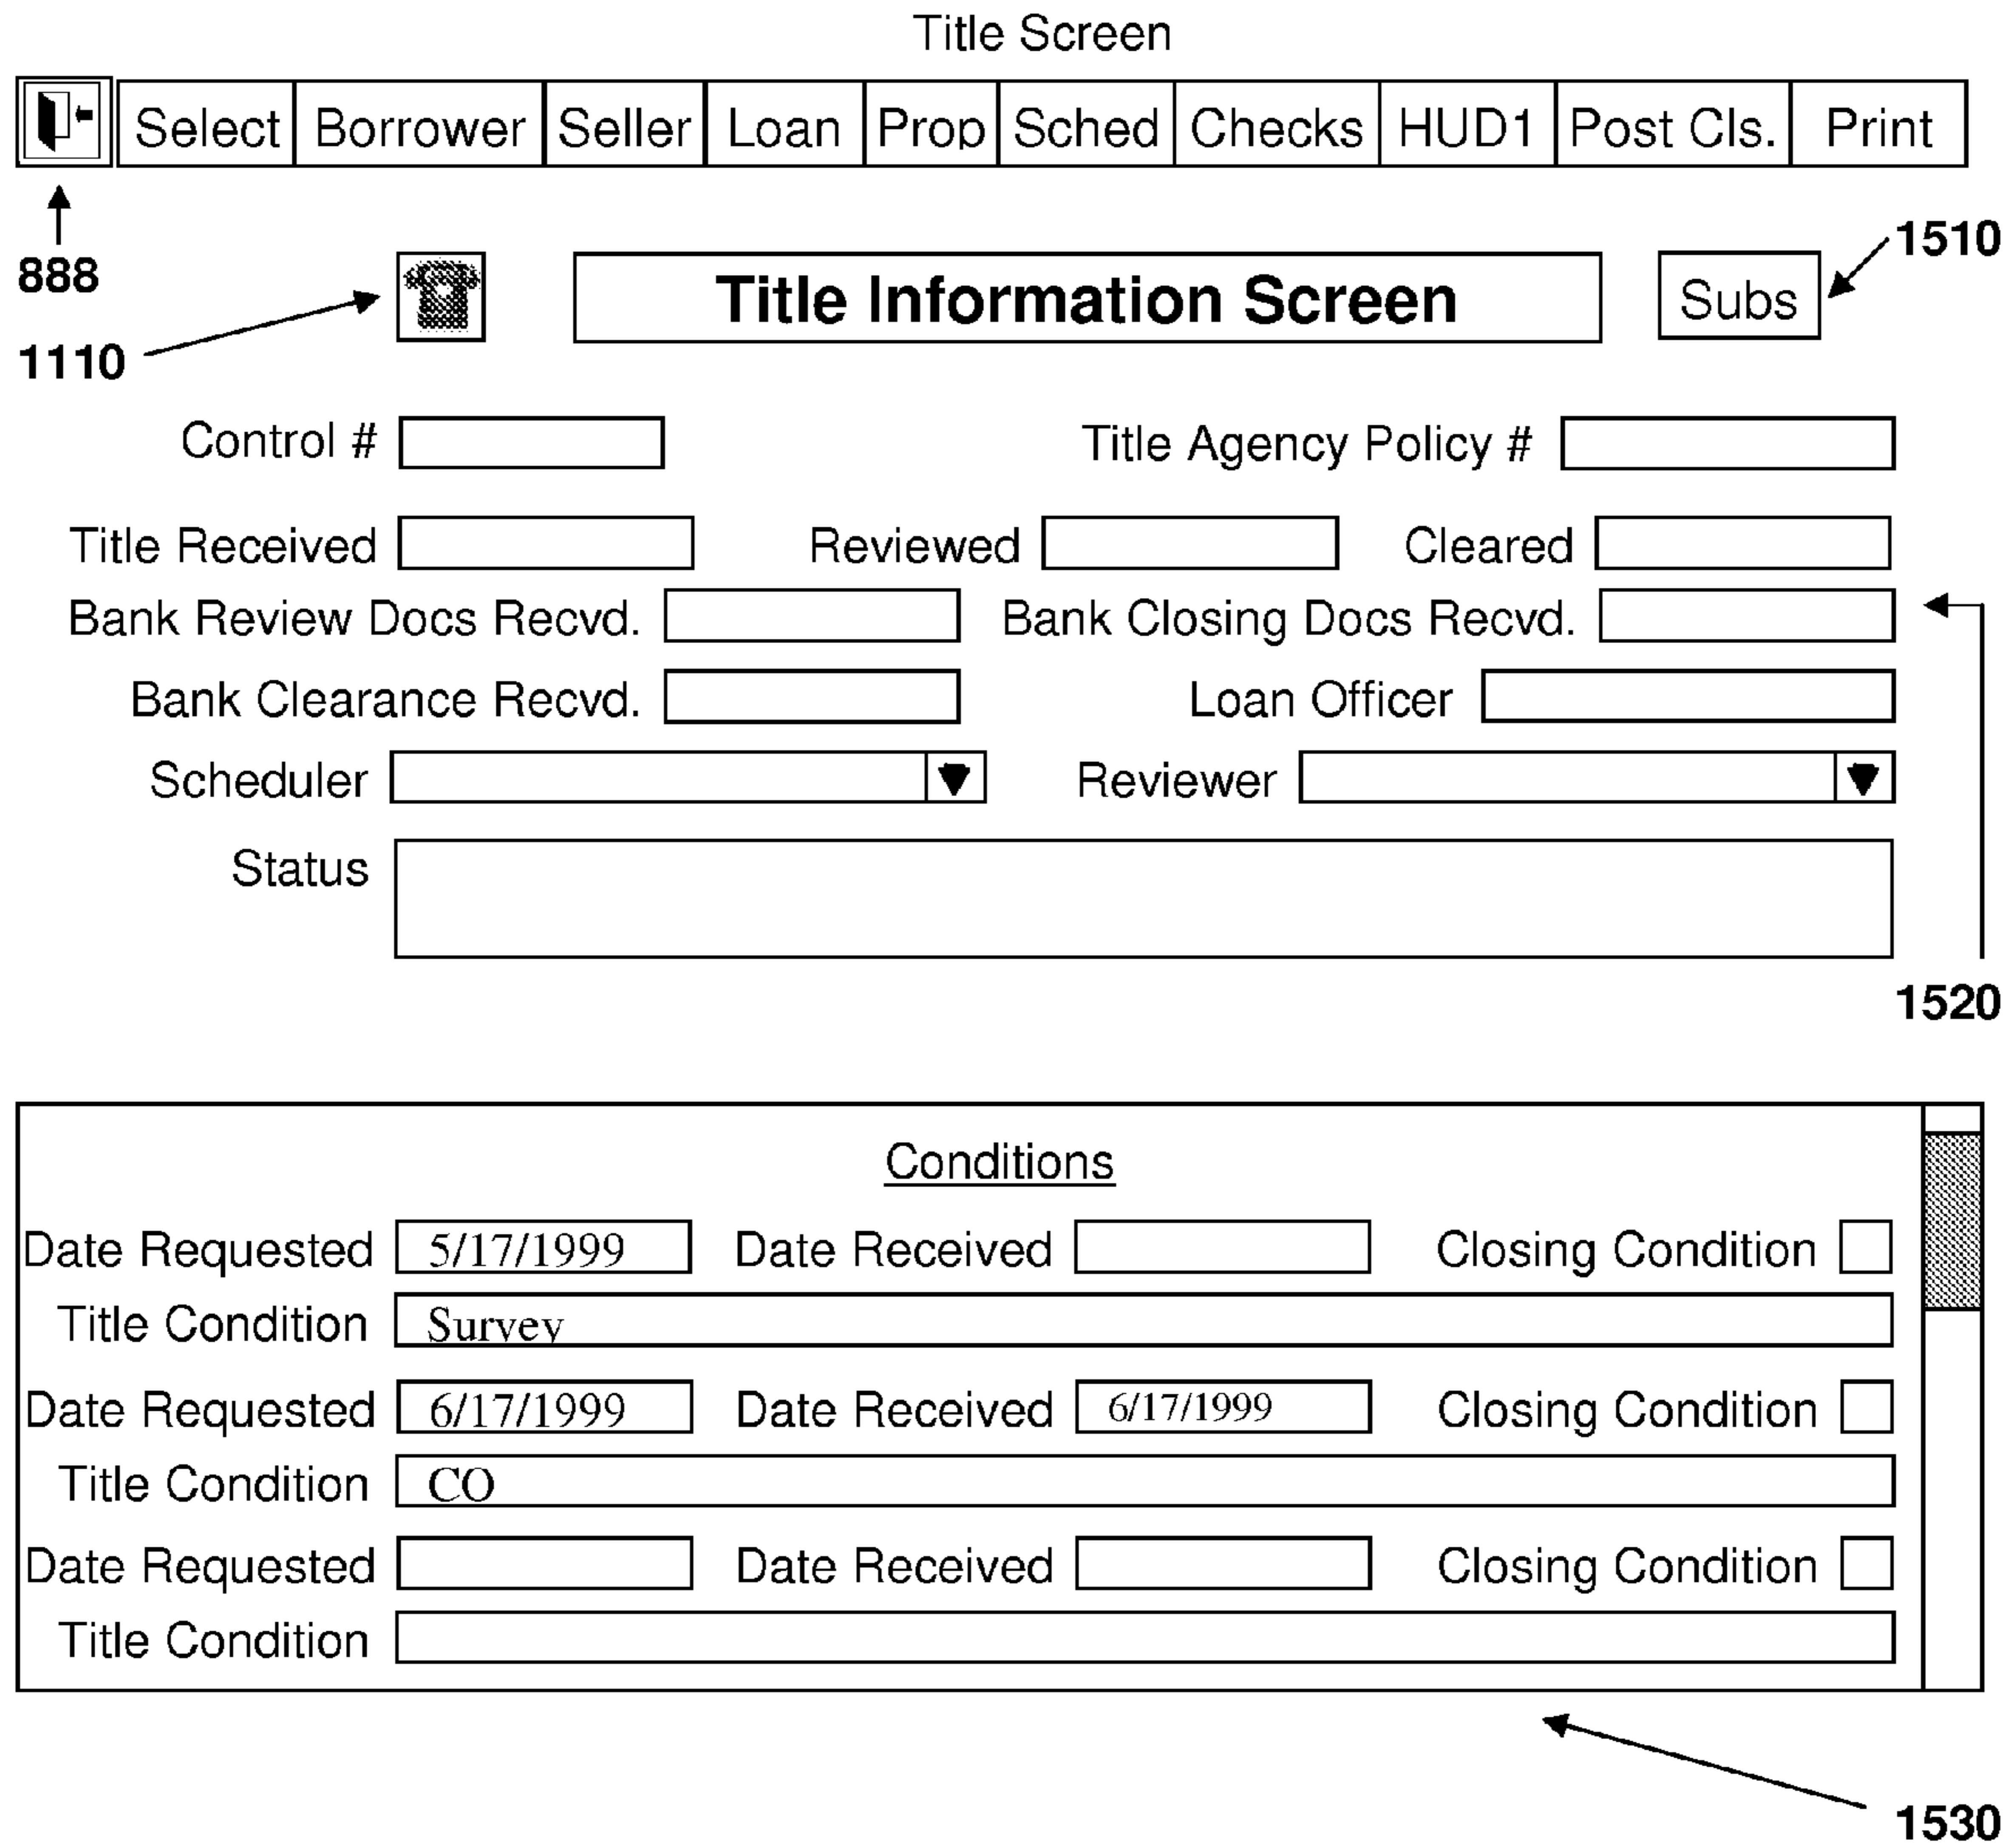 Title Screen
Select Borrower Seller Loan Prop Sched Checks HUD1 Post Cls. Print
888
1510
1110
Title Information Screen Subs
Control # Title Agency Policy #
Title Received Reviewed Cleared
Bank Review Docs Recvd. Bank Closing Docs Recvd.
Bank Clearance Recvd. Loan Officer
Scheduler Reviewer
Status
1520
Conditions
Date Requested 5/17/1999 Date Received Closing Condition
Title Condition Survey
Date Requested 6/17/1999 Date Received 6/17/1999 Closing Condition
Title Condition CO
Date Requested Date Received Closing Condition
Title Condition
1530